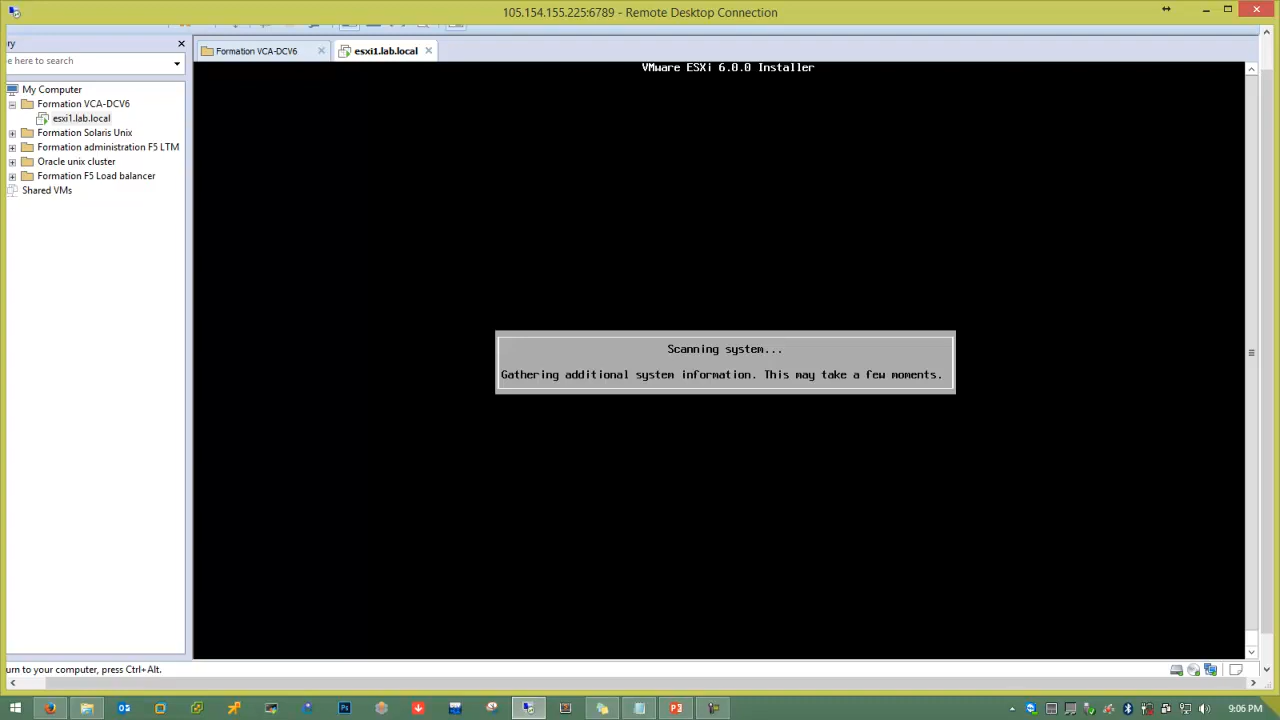 105.154.155.225:6789 - Remote Desktop Connection
ry
Formation VCA-DCV6
esxi1.lab.local
e here to search
VMware ESXi 6.0.0 Installer
My Computer
Formation VCA-DCV6
esxi1.lab.local
Formation Solaris Unix
Formation administration F5 LTM
Oracle unix cluster
Formation F5 Load balancer
Shared VMs
Scanning system...
Gathering additional system information. This may take a few moments.
urn to your computer, press Ctrl+Alt.
9:06 PM